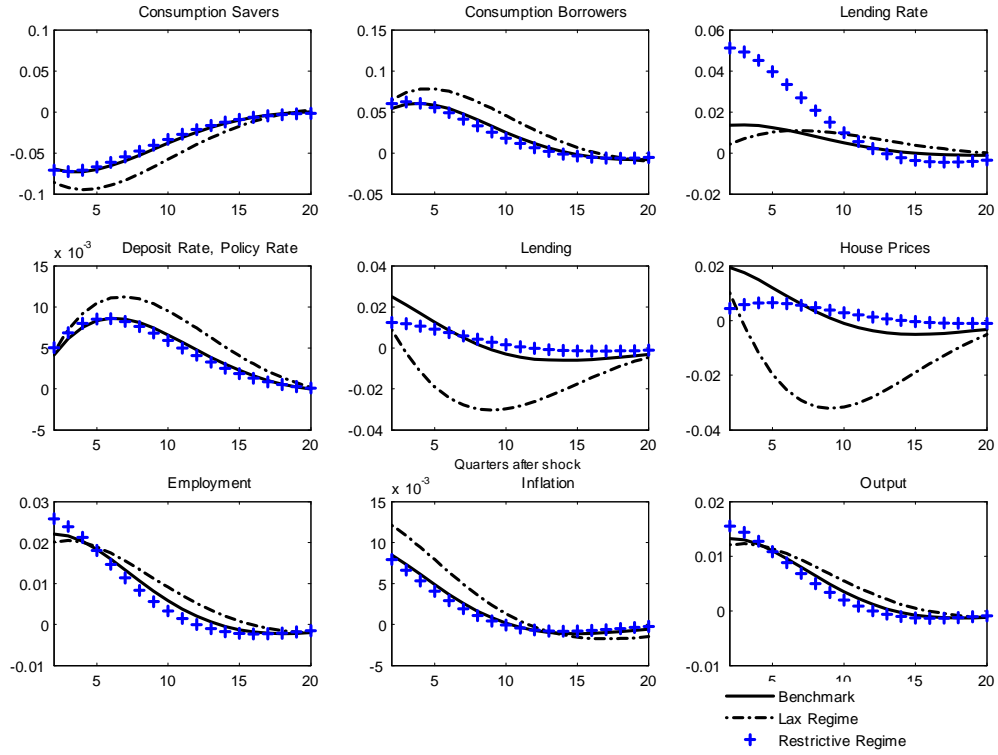 Consumption Savers
0.1
0.05
0
-0.05
-0.1
5 10 15 20
Consumption Borrowers
0.15
0.1
0.05
0
-0.05
5 10 15 20
Lending Rate
0.06
0.04
0.02
0
-0.02
5 10 15 20
x 10-3 Deposit Rate, Policy Rate
15
10
5
0
-5
5 10 15 20
Lending
0.04
0.02
0
-0.02
-0.04
5 10 15 20
Quarters after shock
House Prices
0.02
0
-0.02
-0.04
5 10 15 20
Employment
0.03
0.02
0.01
0
-0.01
5 10 15 20
x 10-3 Inflation
15
10
5
0
-5
5 10 15 20
Output
0.02
0.01
0
-0.01
5 10 15 20
Benchmark
Lax Regime
Restrictive Regime